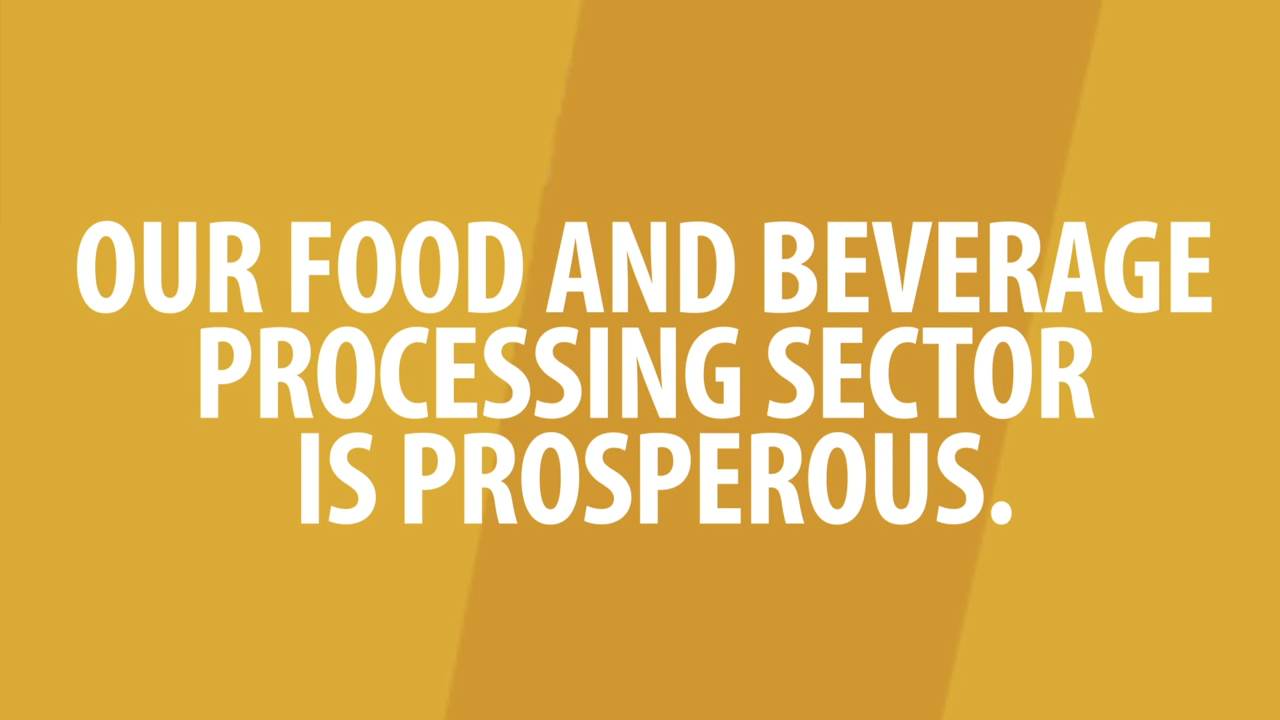 OUR FOOD AND BEVERAGE
PROCESSING SECTOR
IS PROSPEROUS.